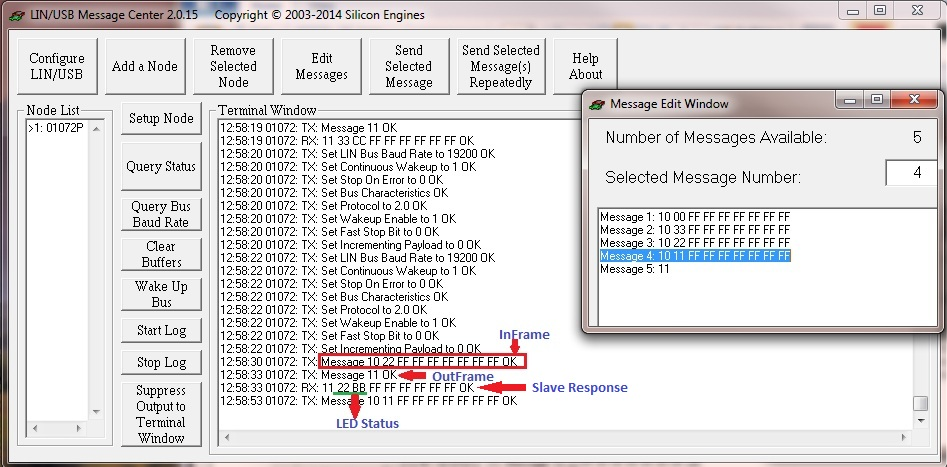 LIN/USB Message Center 2.0.15 Copyright © 2003-2014 Silicon Engines
Configure LIN/USB
Add a Node
Remove Selected Node
Edit Messages
Send Selected Message
Send Selected Message(s) Repeatedly
Help About
Node List
>1: 01072P
Setup Node
Query Status
Query Bus Baud Rate
Clear Buffers
Wake Up Bus
Start Log
Stop Log
Suppress Output to Terminal Window
Terminal Window
12:58:19 01072: TX: Message 11 OK
12:58:19 01072: RX: 11 33 CC FF FF FF FF FF FF OK
12:58:20 01072: TX: Set LIN Bus Baud Rate to 19200 OK
12:58:20 01072: TX: Set Continuous Wakeup to 1 OK
12:58:20 01072: TX: Set Stop On Error to 0 OK
12:58:20 01072: TX: Set Bus Characteristics OK
12:58:20 01072: TX: Set Protocol to 2.0 OK
12:58:20 01072: TX: Set Wakeup Enable to 1 OK
12:58:20 01072: TX: Set Fast Stop Bit to 0 OK
12:58:20 01072: TX: Set Incrementing Payload to 0 OK
12:58:22 01072: TX: Set LIN Bus Baud Rate to 19200 OK
12:58:22 01072: TX: Set Continuous Wakeup to 1 OK
12:58:22 01072: TX: Set Stop On Error to 0 OK
12:58:22 01072: TX: Set Bus Characteristics OK
12:58:22 01072: TX: Set Protocol to 2.0 OK
12:58:22 01072: TX: Set Wakeup Enable to 1 OK
12:58:22 01072: TX: Set Fast Stop Bit to 0 OK
12:58:22 01072: TX: Set Incrementing Payload to 0 OK
InFrame
12:58:30 01072: TX: Message 10 22 FF FF FF FF FF FF FF OK
12:58:33 01072: TX: Message 11 OK
OutFrame
12:58:33 01072: RX: 11 22 BB FF FF FF FF FF FF OK
Slave Response
12:58:53 01072: TX: Message 10 11 FF FF FF FF FF FF FF OK
LED Status
Message Edit Window
Number of Messages Available: 5
Selected Message Number: 4
Message 1: 10 00 FF FF FF FF FF FF FF
Message 2: 10 33 FF FF FF FF FF FF FF
Message 3: 10 22 FF FF FF FF FF FF FF
Message 4: 10 11 FF FF FF FF FF FF FF
Message 5: 11